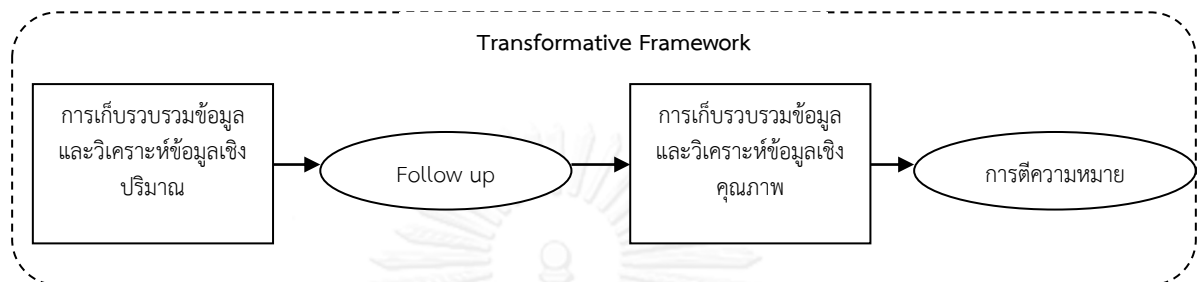 Transformative Framework
การเก็บรวบรวมข้อมูล
และวิเคราะห์ข้อมูลเชิง
ปริมาณ
Follow up
การเก็บรวบรวมข้อมูล
และวิเคราะห์ข้อมูลเชิง
คุณภาพ
การตีความหมาย